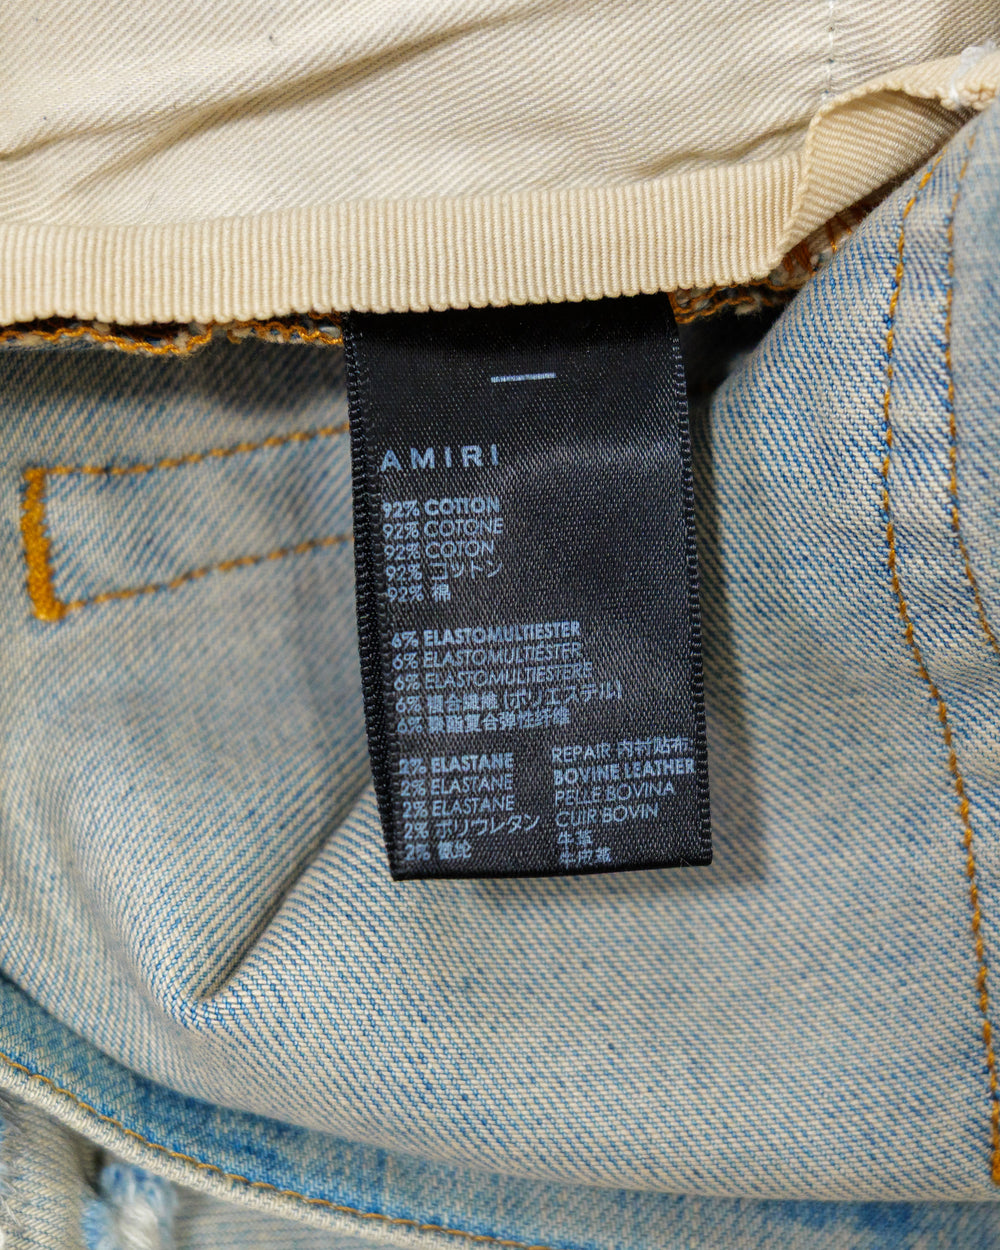 AMIRI
92% COTTON
92% COTONE
92% COTON
92% コットン
92% 棉
6% ELASTOMULTIESTER
6% ELASTOMULTIESTER
6% ELASTOMULTIESTERE
6% 複合繊維 (ポリエステル)
6% 聚酯复合弹性纤维
2% ELASTANE
2% ELASTANE
2% ELASTANE
2% ポリウレタン
2% 氨纶
REPAIR 内衬贴布
BOVINE LEATHER
PELLE BOVINA
CUIR BOVIN
牛革
牛皮革